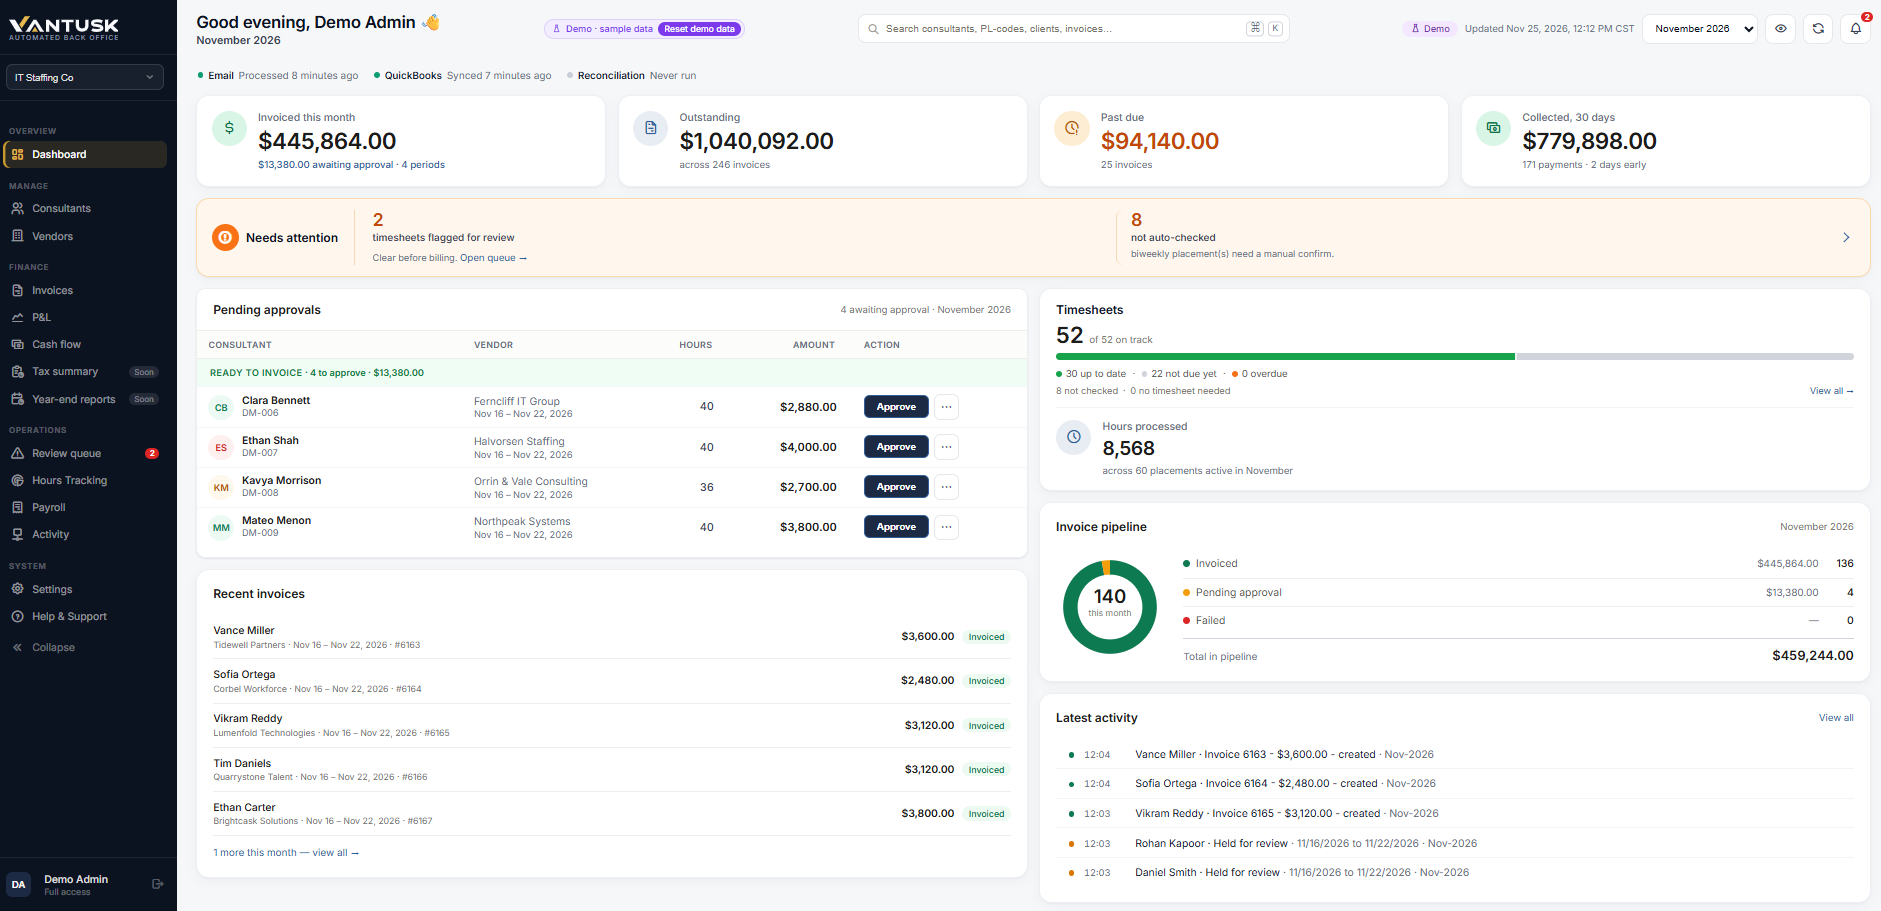 VANTUSK
AUTOMATED BACK OFFICE
IT Staffing Co
OVERVIEW
Dashboard
MANAGE
Consultants
Vendors
FINANCE
Invoices
P&L
Cash flow
Tax summary Soon
Year-end reports Soon
OPERATIONS
Review queue 2
Hours Tracking
Payroll
Activity
SYSTEM
Settings
Help & Support
Collapse
DA
Demo Admin
Full access
Good evening, Demo Admin 👋
November 2026
Demo · sample data Reset demo data
Search consultants, PL-codes, clients, invoices... ⌘ K
Demo Updated Nov 25, 2026, 12:12 PM CST November 2026 2
Email Processed 8 minutes ago QuickBooks Synced 7 minutes ago Reconciliation Never run
Invoiced this month
$445,864.00
$13,380.00 awaiting approval · 4 periods
Outstanding
$1,040,092.00
across 246 invoices
Past due
$94,140.00
25 invoices
Collected, 30 days
$779,898.00
171 payments · 2 days early
Needs attention
2
timesheets flagged for review
Clear before billing. Open queue →
8
not auto-checked
biweekly placement(s) need a manual confirm.
Pending approvals 4 awaiting approval · November 2026
CONSULTANT VENDOR HOURS AMOUNT ACTION
READY TO INVOICE · 4 to approve · $13,380.00
CB Clara Bennett Ferncliff IT Group 40 $2,880.00 Approve ···
DM-006 Nov 16 – Nov 22, 2026
ES Ethan Shah Halvorsen Staffing 40 $4,000.00 Approve ···
DM-007 Nov 16 – Nov 22, 2026
KM Kavya Morrison Orrin & Vale Consulting 36 $2,700.00 Approve ···
DM-008 Nov 16 – Nov 22, 2026
MM Mateo Menon Northpeak Systems 40 $3,800.00 Approve ···
DM-009 Nov 16 – Nov 22, 2026
Recent invoices
Vance Miller $3,600.00 Invoiced
Tidewell Partners · Nov 16 – Nov 22, 2026 · #6163
Sofia Ortega $2,480.00 Invoiced
Corbel Workforce · Nov 16 – Nov 22, 2026 · #6164
Vikram Reddy $3,120.00 Invoiced
Lumenfold Technologies · Nov 16 – Nov 22, 2026 · #6165
Tim Daniels $3,120.00 Invoiced
Quarrystone Talent · Nov 16 – Nov 22, 2026 · #6166
Ethan Carter $3,800.00 Invoiced
Brightcask Solutions · Nov 16 – Nov 22, 2026 · #6167
1 more this month — view all →
Timesheets
52 of 52 on track
30 up to date · 22 not due yet · 0 overdue
8 not checked · 0 no timesheet needed View all →
Hours processed
8,568
across 60 placements active in November
Invoice pipeline November 2026
140
this month
Invoiced $445,864.00 136
Pending approval $13,380.00 4
Failed — 0
Total in pipeline $459,244.00
Latest activity View all
12:04 Vance Miller · Invoice 6163 - $3,600.00 - created · Nov-2026
12:04 Sofia Ortega · Invoice 6164 - $2,480.00 - created · Nov-2026
12:03 Vikram Reddy · Invoice 6165 - $3,120.00 - created · Nov-2026
12:03 Rohan Kapoor · Held for review · 11/16/2026 to 11/22/2026 · Nov-2026
12:03 Daniel Smith · Held for review · 11/16/2026 to 11/22/2026 · Nov-2026